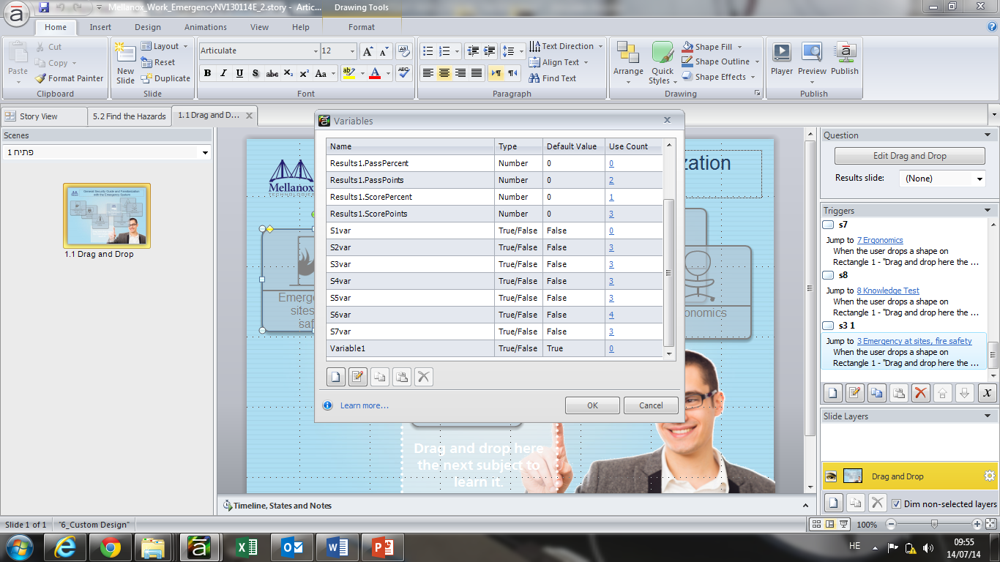 Mellanox_Work_EmergencyNV130114E_2.story - Artic...
Drawing Tools
Home
Insert
Design
Animations
View
Help
Format
Paste
Cut
Copy
Format Painter
Clipboard
New
Slide
Layout
Reset
Duplicate
Slide
Articulate
12
Font
Text Direction
Align Text
Find Text
Paragraph
Arrange
Quick
Styles
Shape Fill
Shape Outline
Shape Effects
Drawing
Player
Preview
Publish
Publish
Story View
5.2 Find the Hazards
1.1 Drag and D...
Scenes
1 פתיח
1.1 Drag and Drop
Mellanox
TECHNOLOGIES
zation
Emerge
sites
saf
onomics
Drag and drop here
the next subject to
learn it.
Variables
Name Type Default Value Use Count
Results1.PassPercent Number 0 0
Results1.PassPoints Number 0 2
Results1.ScorePercent Number 0 1
Results1.ScorePoints Number 0 3
S1var True/False False 0
S2var True/False False 3
S3var True/False False 3
S4var True/False False 3
S5var True/False False 3
S6var True/False False 4
S7var True/False False 3
Variable1 True/False True 0
Learn more...
OK
Cancel
Question
Edit Drag and Drop
Results slide: (None)
Triggers
s7
Jump to 7 Ergonomics
When the user drops a shape on
Rectangle 1 - "Drag and drop here the ...
s8
Jump to 8 Knowledge Test
When the user drops a shape on
Rectangle 1 - "Drag and drop here the ...
s3 1
Jump to 3 Emergency at sites, fire safety
When the user drops a shape on
Rectangle 1 - "Drag and drop here the ...
Slide Layers
Drag and Drop
Dim non-selected layers
Timeline, States and Notes
Slide 1 of 1
"6_Custom Design"
100%
HE
09:55
14/07/14